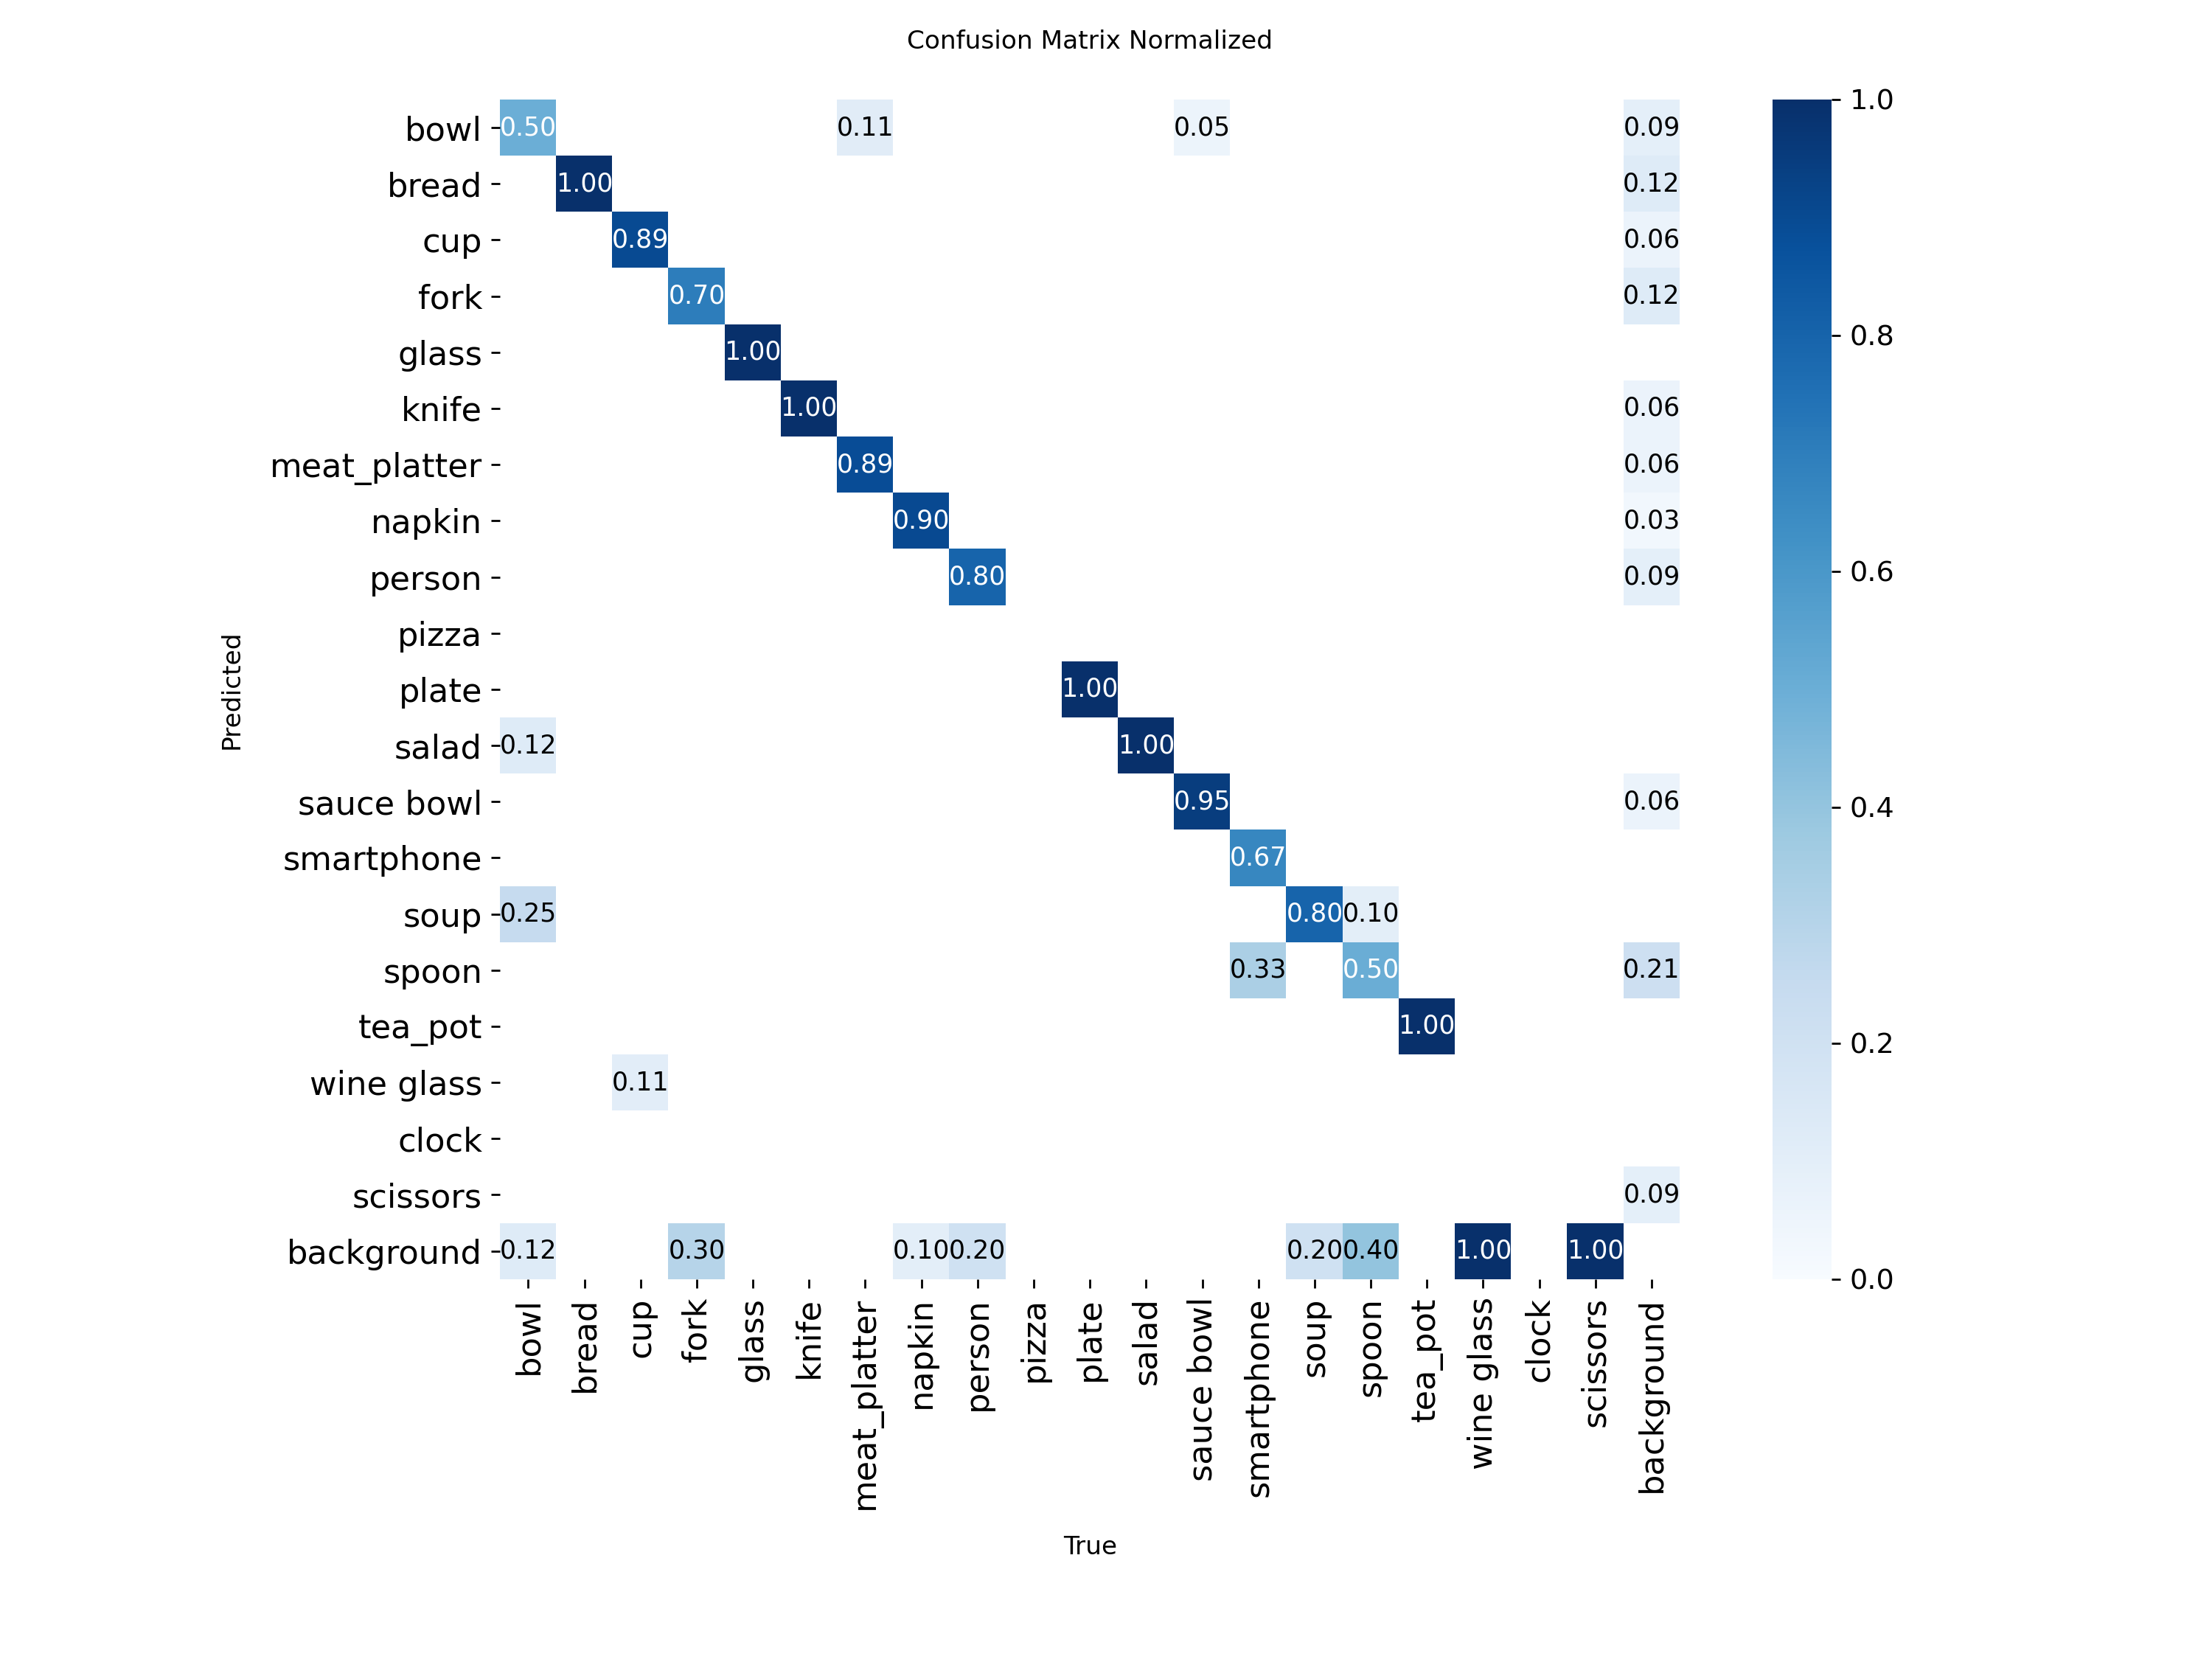 Confusion Matrix Normalized
bowl 0.50 0.11 0.05 0.09 1.0
bread 1.00 0.12
cup 0.89 0.06
fork 0.70 0.12
0.8
glass 1.00
knife 1.00 0.06
meat_platter 0.89 0.06
napkin 0.90 0.03
person 0.80 0.09 0.6
pizza
Predicted
plate 1.00
salad 0.12 1.00
sauce bowl 0.95 0.06 0.4
smartphone 0.67
soup 0.25 0.80 0.10
spoon 0.33 0.50 0.21
tea_pot 1.00 0.2
wine glass 0.11
clock
scissors 0.09
background 0.12 0.30 0.10 0.20 0.20 0.40 1.00 1.00 0.0
bowl
bread
cup
fork
glass
knife
meat_platter
napkin
person
pizza
plate
salad
sauce bowl
smartphone
soup
spoon
tea_pot
wine glass
clock
scissors
background
True